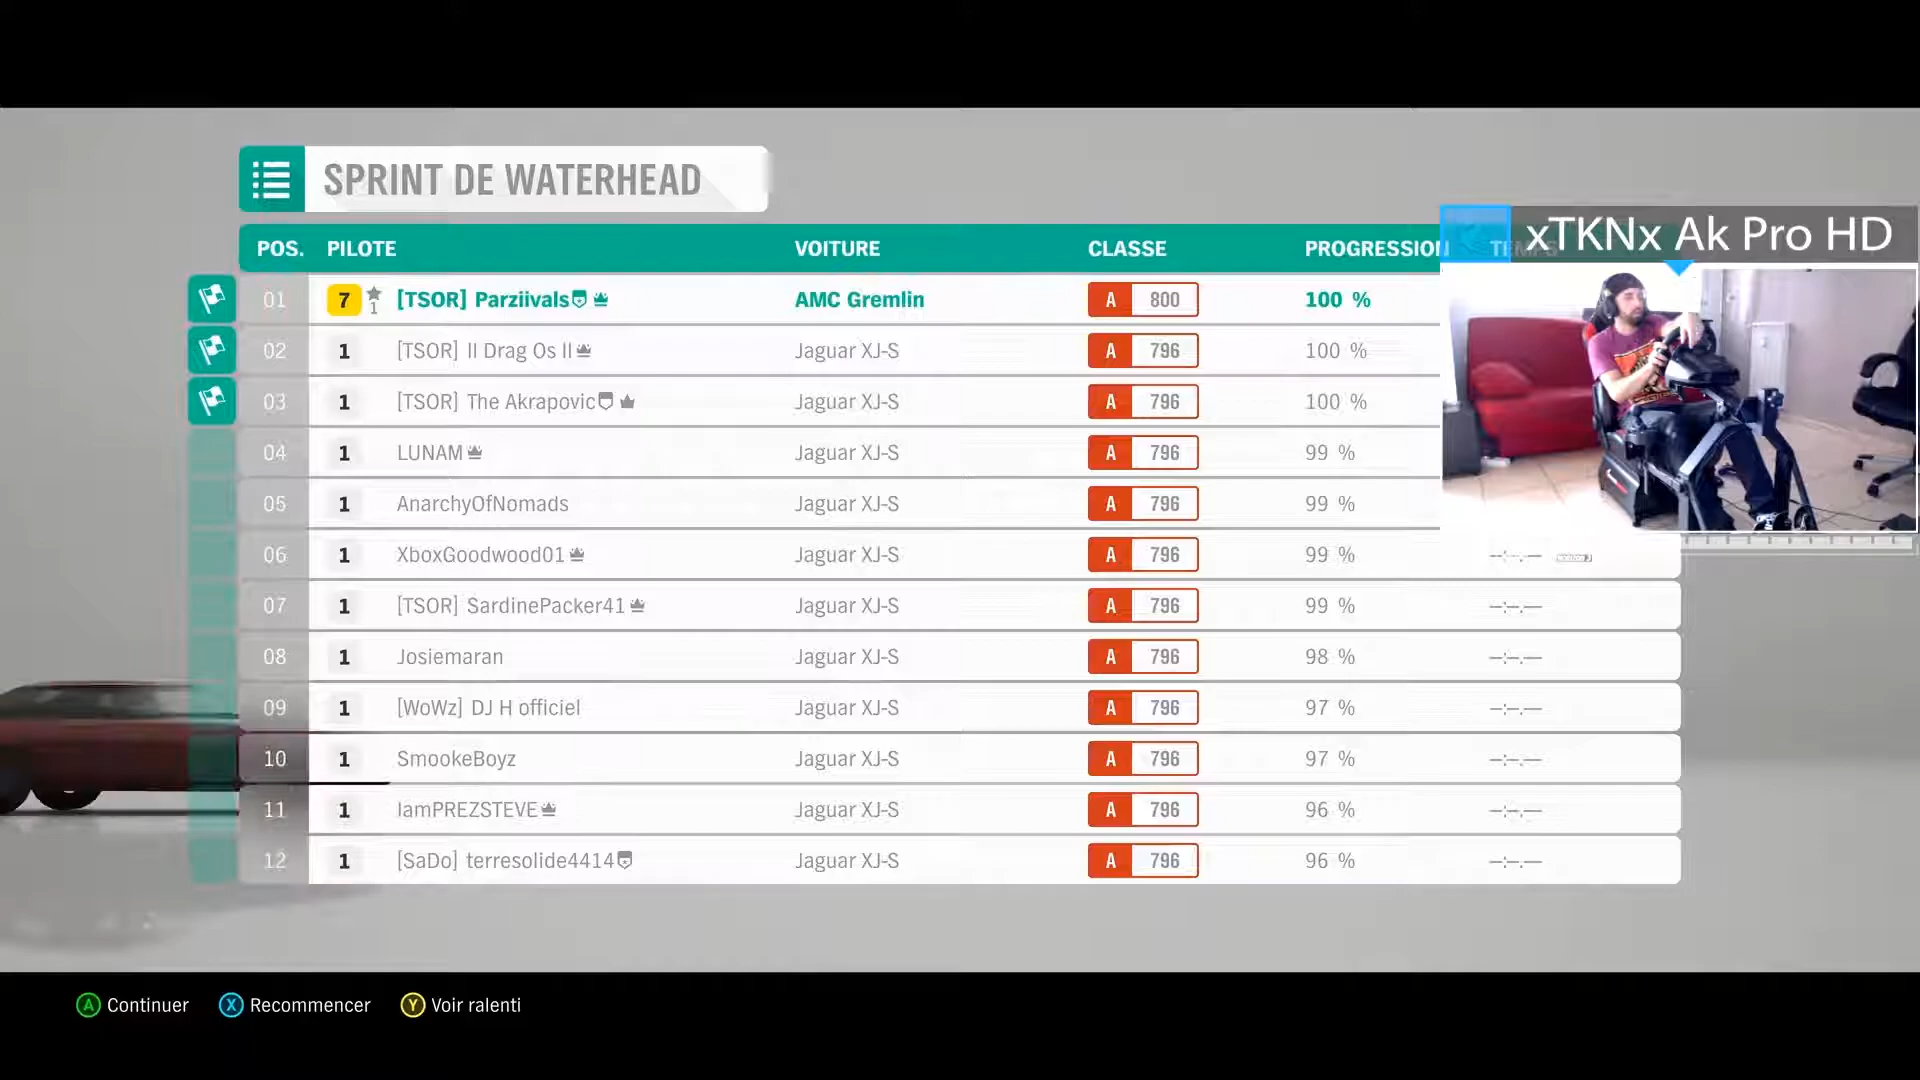 SPRINT DE WATERHEAD
xTKNx Ak Pro HD
POS. PILOTE VOITURE CLASSE PROGRESSION TEMPS
01 7 1 [TSOR] Parziivals AMC Gremlin A 800 100 %
02 1 [TSOR] II Drag Os II Jaguar XJ-S A 796 100 %
03 1 [TSOR] The Akrapovic Jaguar XJ-S A 796 100 %
04 1 LUNAM Jaguar XJ-S A 796 99 %
05 1 AnarchyOfNomads Jaguar XJ-S A 796 99 %
06 1 XboxGoodwood01 Jaguar XJ-S A 796 99 % --:--.---
07 1 [TSOR] SardinePacker41 Jaguar XJ-S A 796 99 % --:--.---
08 1 Josiemaran Jaguar XJ-S A 796 98 % --:--.---
09 1 [WoWz] DJ H officiel Jaguar XJ-S A 796 97 % --:--.---
10 1 SmookeBoyz Jaguar XJ-S A 796 97 % --:--.---
11 1 IamPREZSTEVE Jaguar XJ-S A 796 96 % --:--.---
12 1 [SaDo] terresolide4414 Jaguar XJ-S A 796 96 % --:--.---
A Continuer X Recommencer Y Voir ralenti